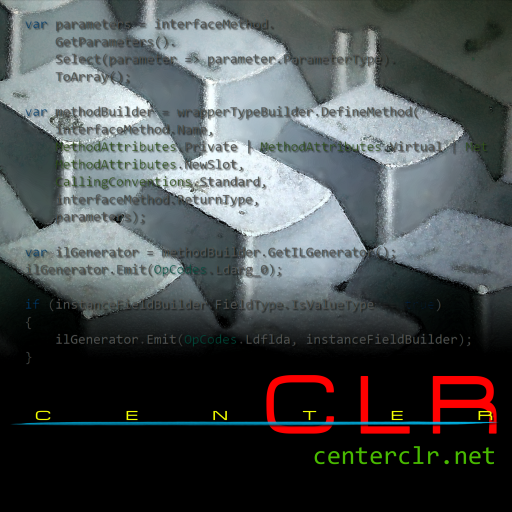 var parameters = interfaceMethod.
GetParameters().
Select(parameter => parameter.ParameterType).
ToArray();
var methodBuilder = wrapperTypeBuilder.DefineMethod(
interfaceMethod.Name,
MethodAttributes.Private | MethodAttributes.Virtual | Met
MethodAttributes.NewSlot,
CallingConventions.Standard,
interfaceMethod.ReturnType,
parameters);
var ilGenerator = methodBuilder.GetILGenerator();
ilGenerator.Emit(OpCodes.Ldarg_0);
if (instanceFieldBuilder.FieldType.IsValueType )
{
ilGenerator.Emit(OpCodes.Ldflda, instanceFieldBuilder);
}
CLR
CENTER
centerclr.net